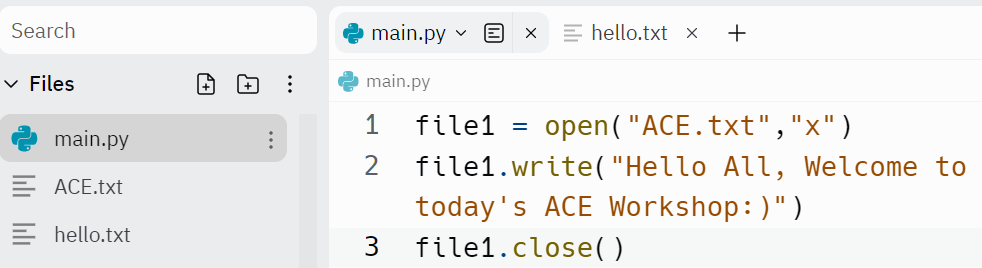 Search
Files
main.py
ACE.txt
hello.txt
main.py
hello.txt
main.py
1 file1 = open("ACE.txt","x")
2 file1.write("Hello All, Welcome to
today's ACE Workshop:)")
3 file1.close()